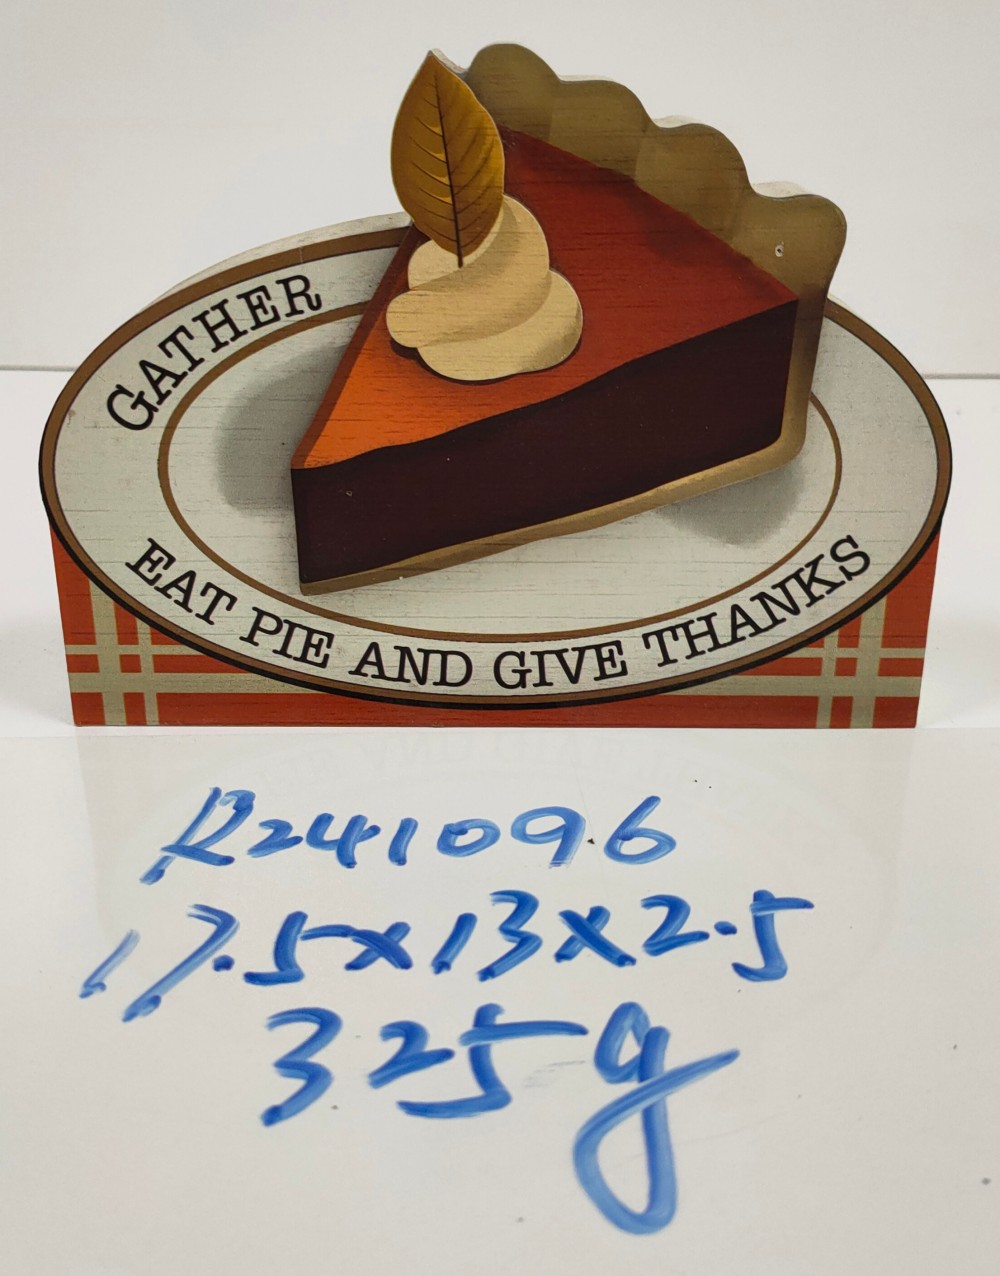 GATHER
EAT PIE AND GIVE THANKS
R241096
17.5x13x2.5
325g